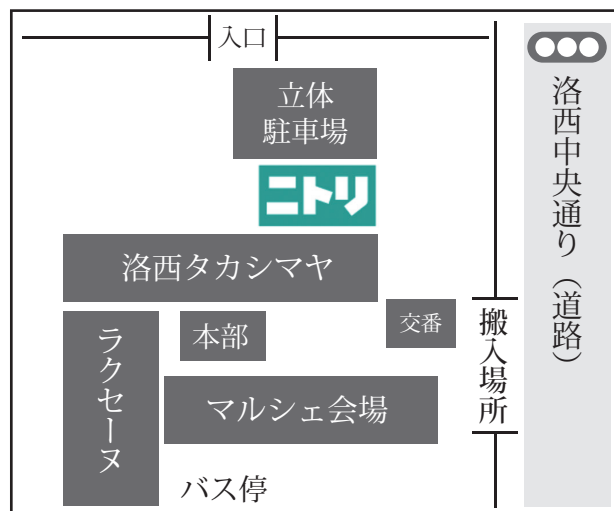 入口
立体
駐車場
ニトリ
洛西タカシマヤ
本部
交番
ラクセーヌ
マルシェ会場
バス停
搬入場所
洛西中央通り（道路）